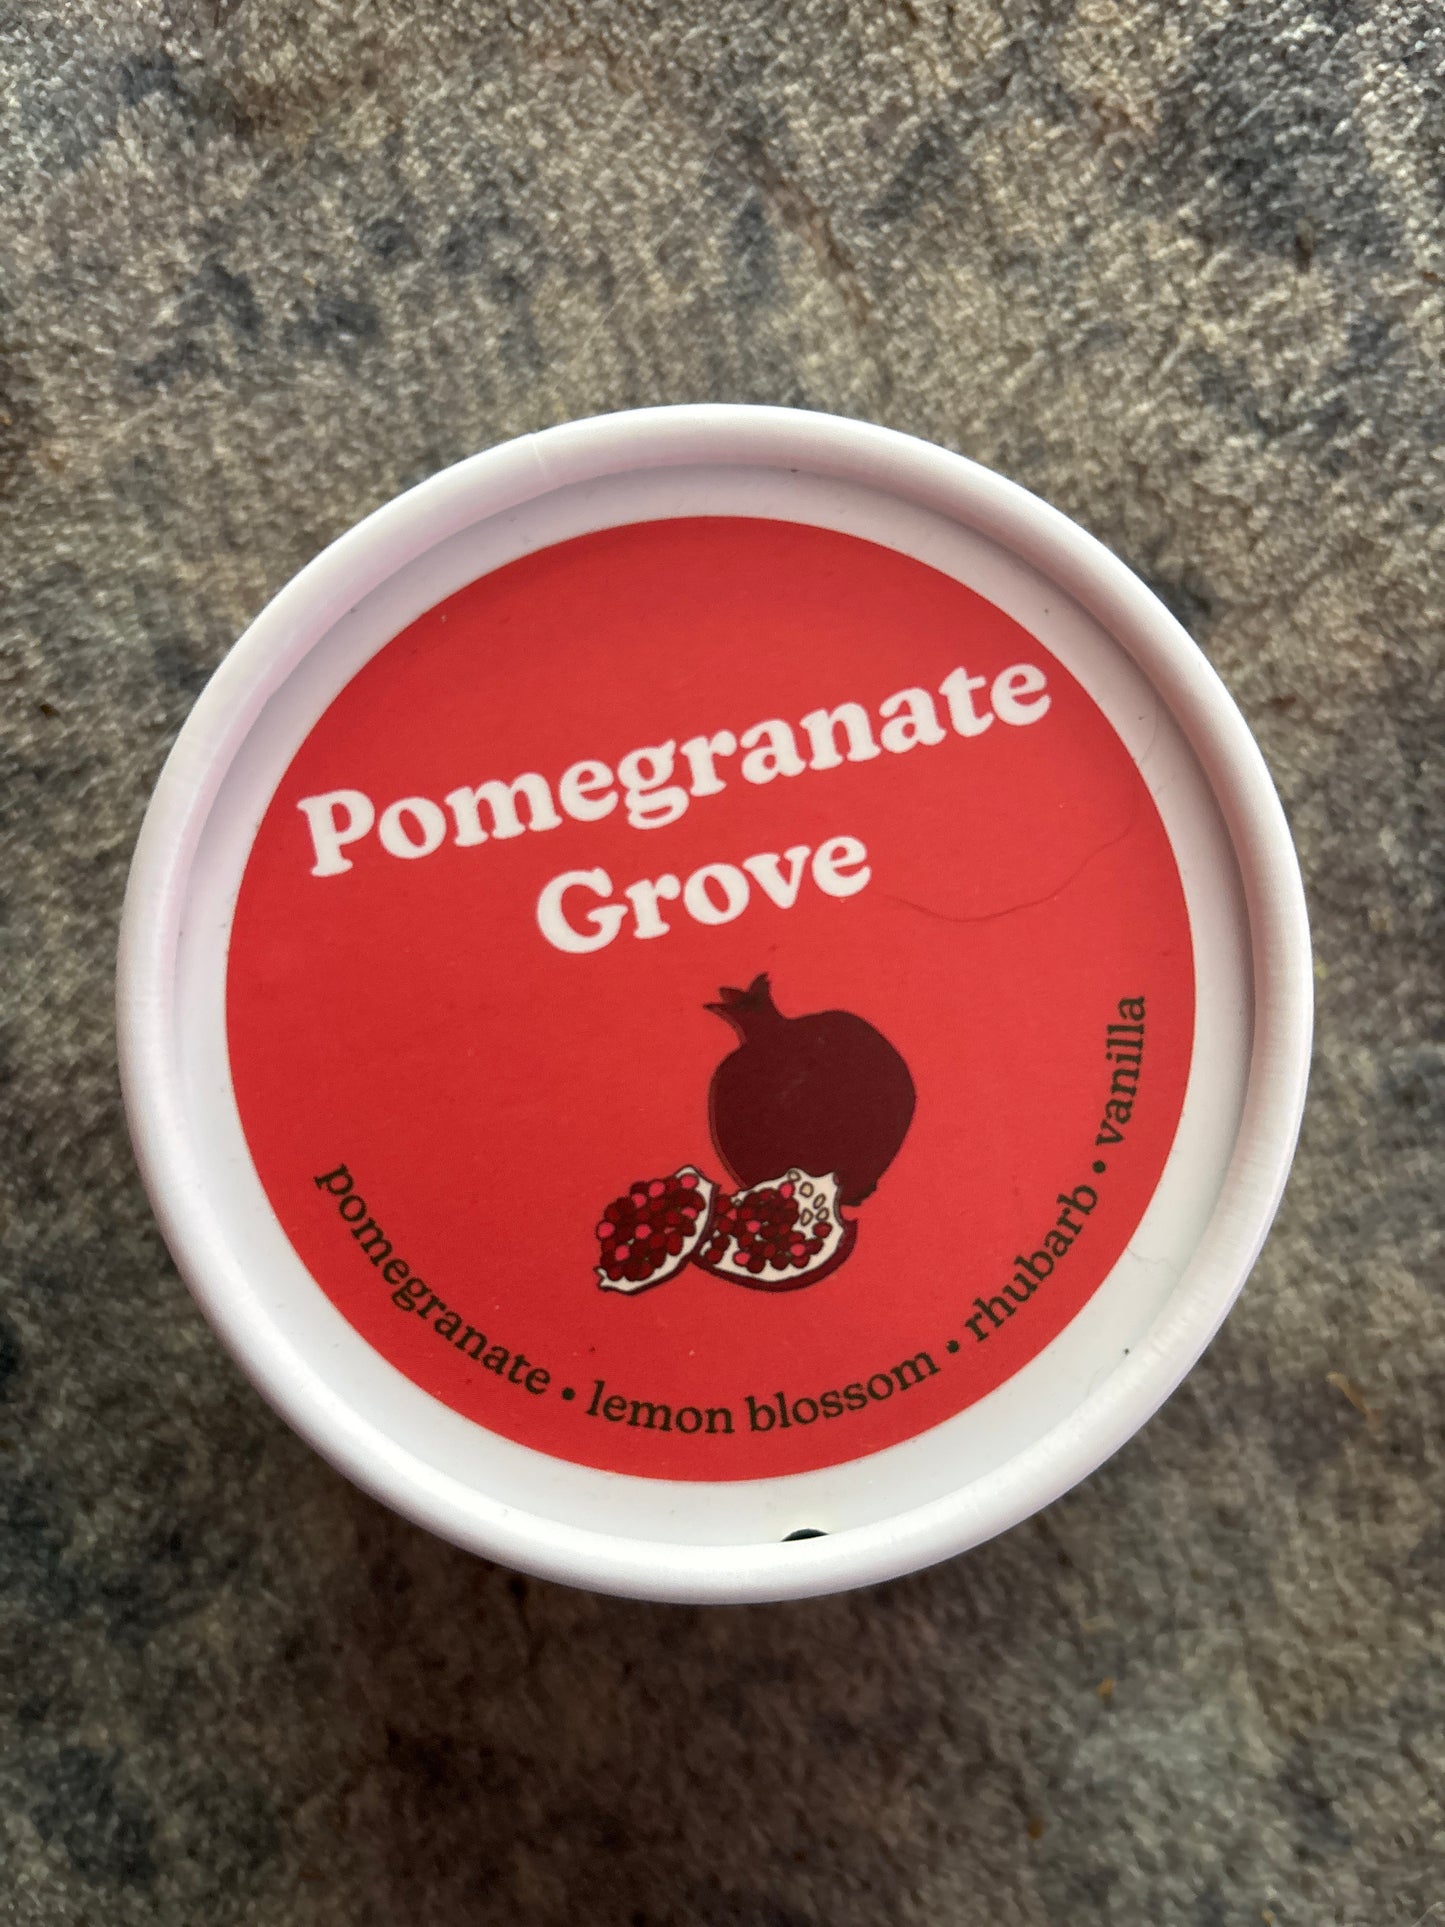 Pomegranate
Grove
pomegranate • lemon blossom • rhubarb • vanilla